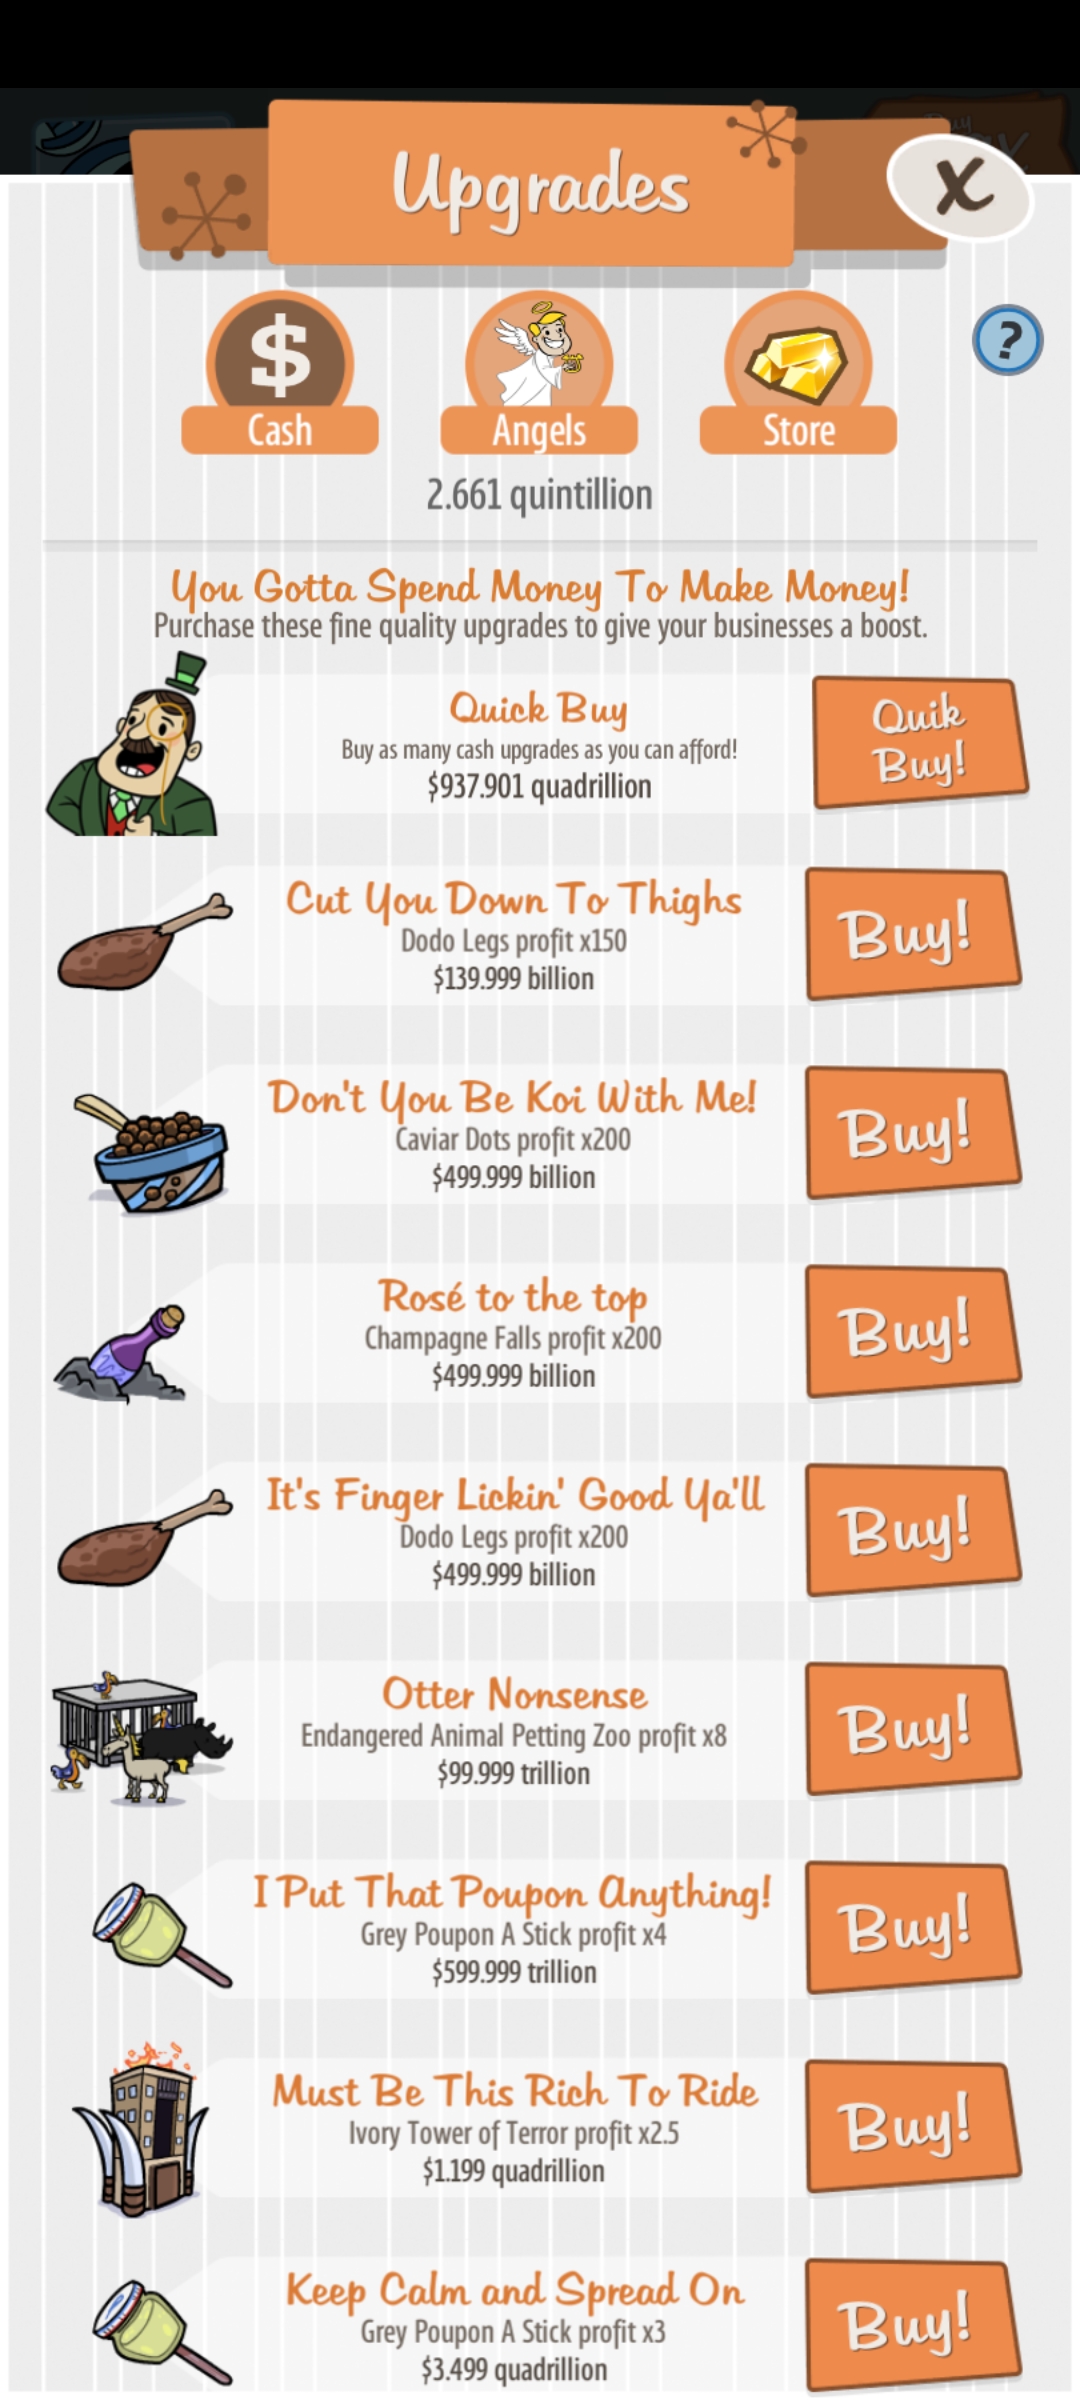 Upgrades
X
?
$
Cash
Angels
Store
2.661 quintillion
You Gotta Spend Money To Make Money!
Purchase these fine quality upgrades to give your businesses a boost.
Quick Buy
Buy as many cash upgrades as you can afford!
$937.901 quadrillion
Quik
Buy!
Cut You Down To Thighs
Dodo Legs profit x150
$139.999 billion
Buy!
Don't You Be Koi With Me!
Caviar Dots profit x200
$499.999 billion
Buy!
Rosé to the top
Champagne Falls profit x200
$499.999 billion
Buy!
It's Finger Lickin' Good Ya'll
Dodo Legs profit x200
$499.999 billion
Buy!
Otter Nonsense
Endangered Animal Petting Zoo profit x8
$99.999 trillion
Buy!
I Put That Poupon Anything!
Grey Poupon A Stick profit x4
$599.999 trillion
Buy!
Must Be This Rich To Ride
Ivory Tower of Terror profit x2.5
$1.199 quadrillion
Buy!
Keep Calm and Spread On
Grey Poupon A Stick profit x3
$3.499 quadrillion
Buy!